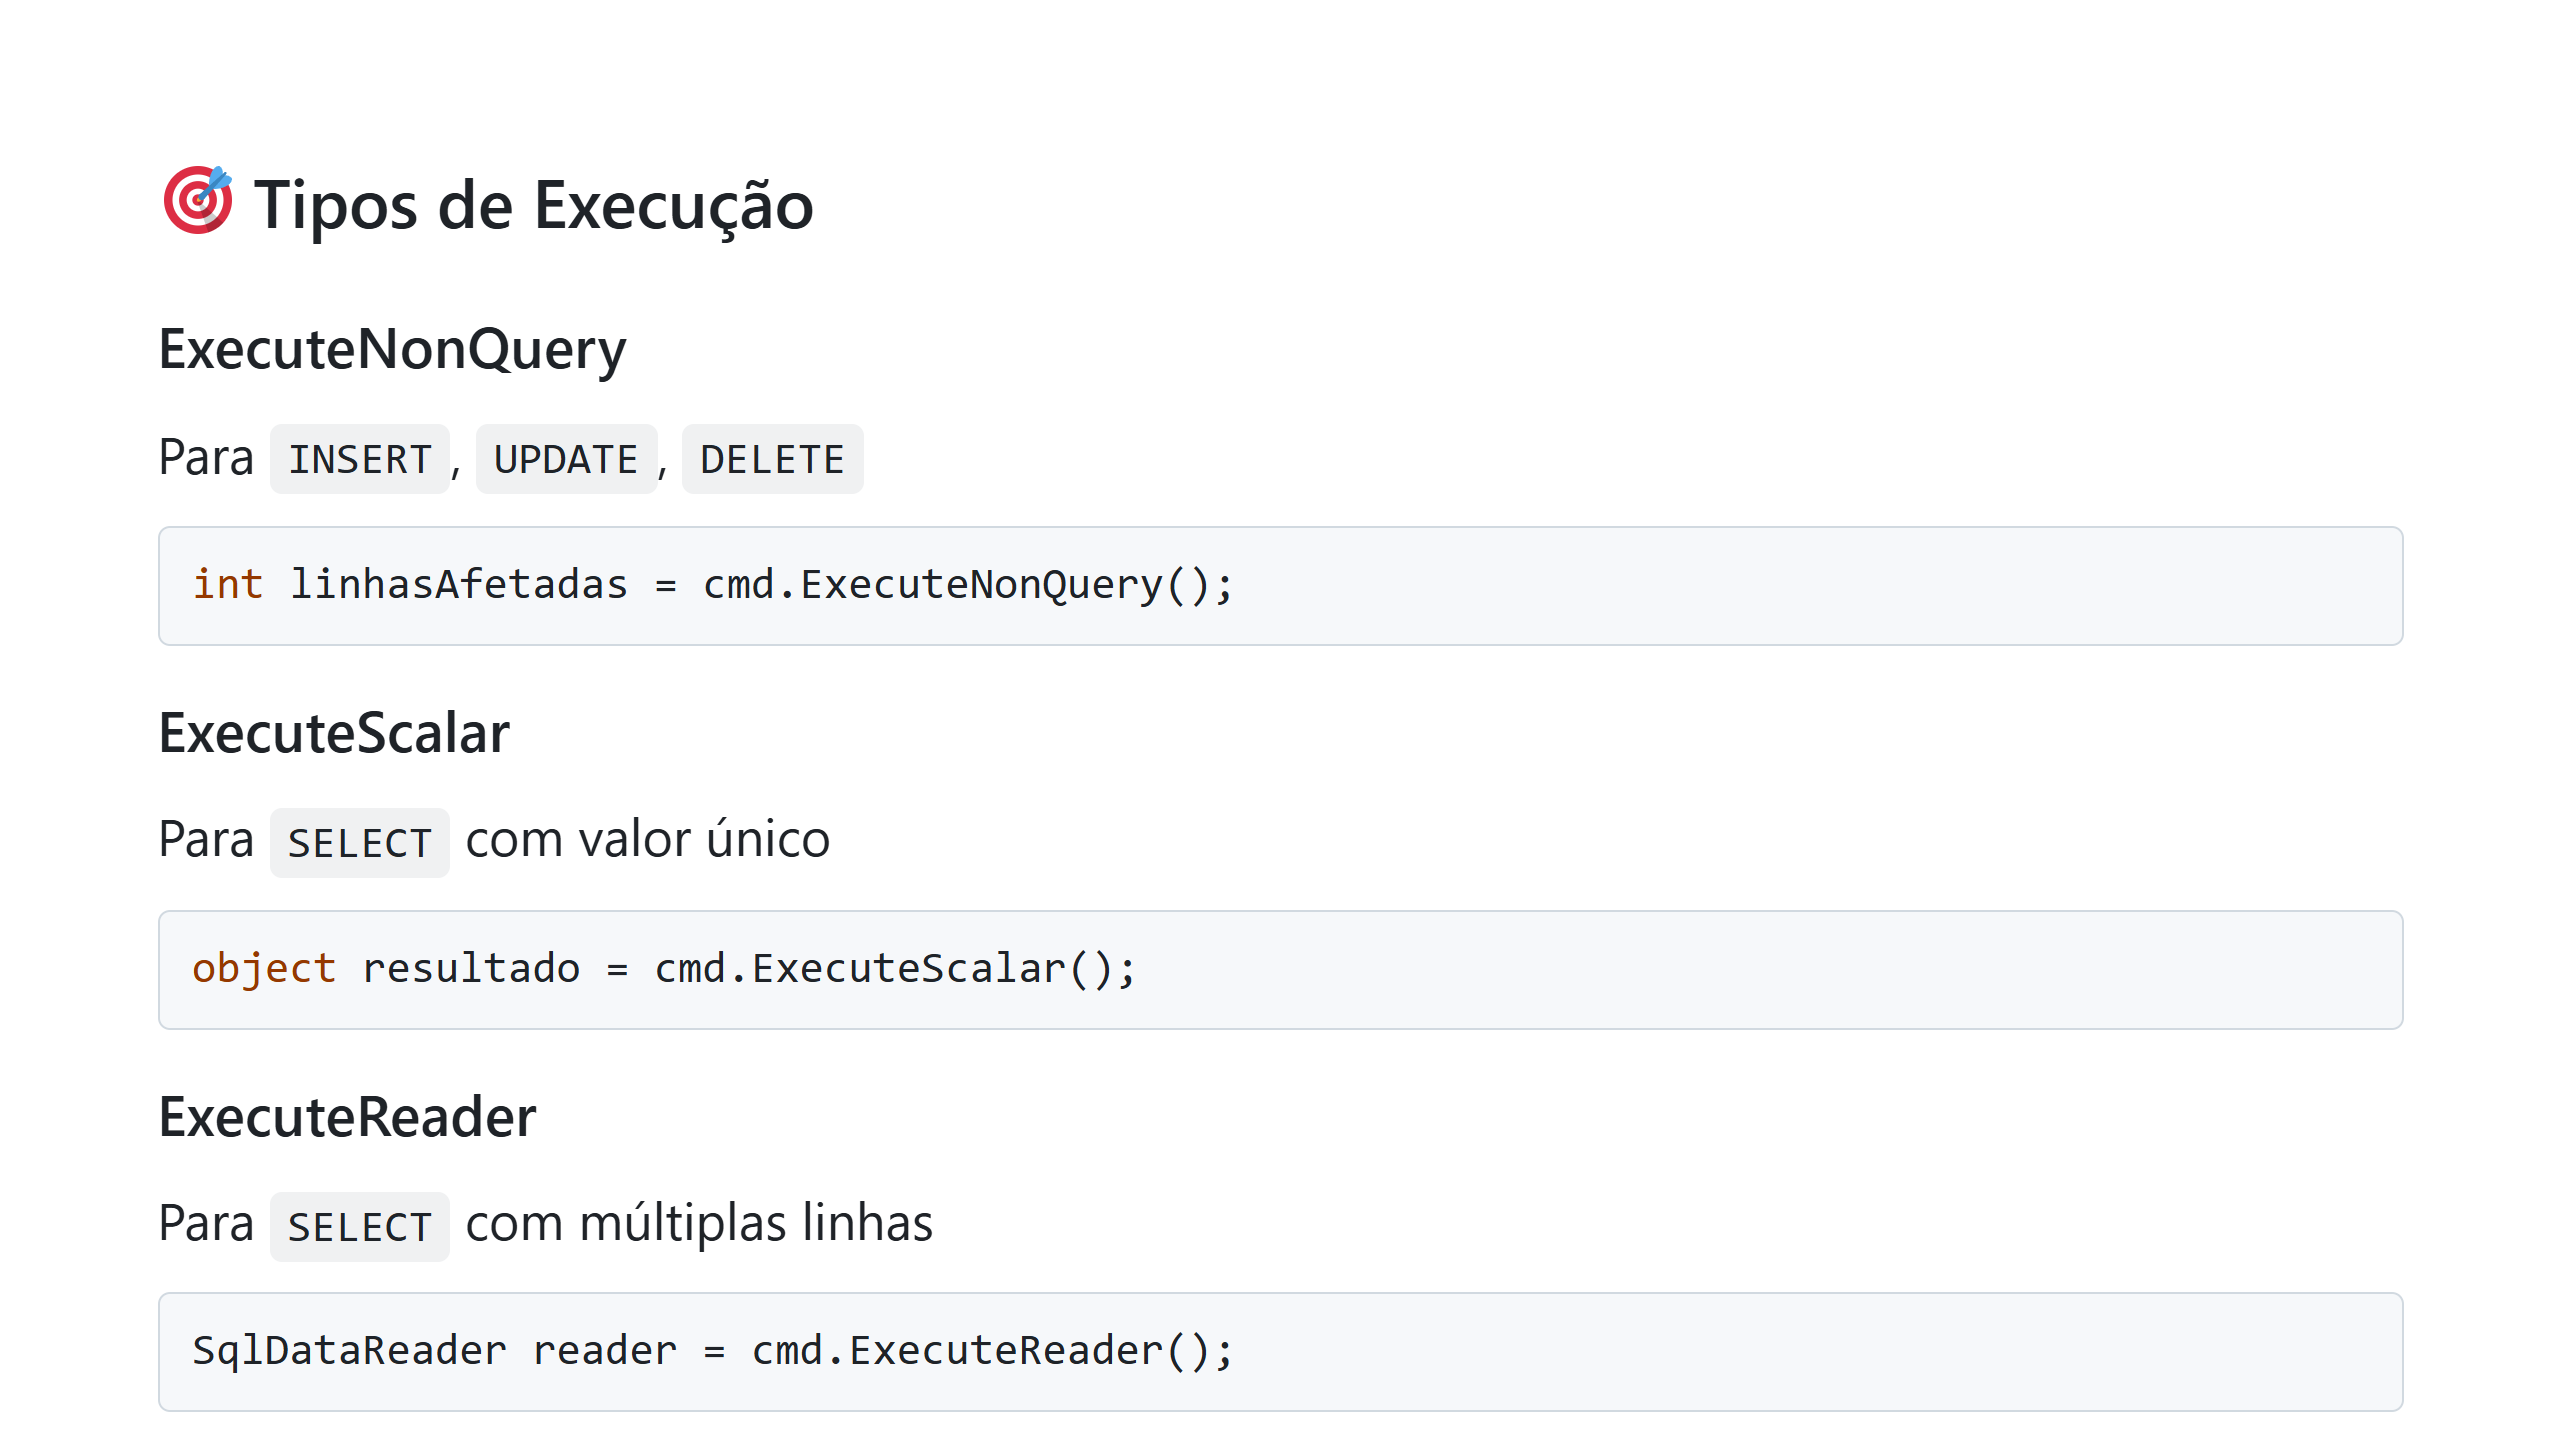 🎯 Tipos de Execução
ExecuteNonQuery
Para INSERT, UPDATE, DELETE
int linhasAfetadas = cmd.ExecuteNonQuery();
ExecuteScalar
Para SELECT com valor único
object resultado = cmd.ExecuteScalar();
ExecuteReader
Para SELECT com múltiplas linhas
SqlDataReader reader = cmd.ExecuteReader();